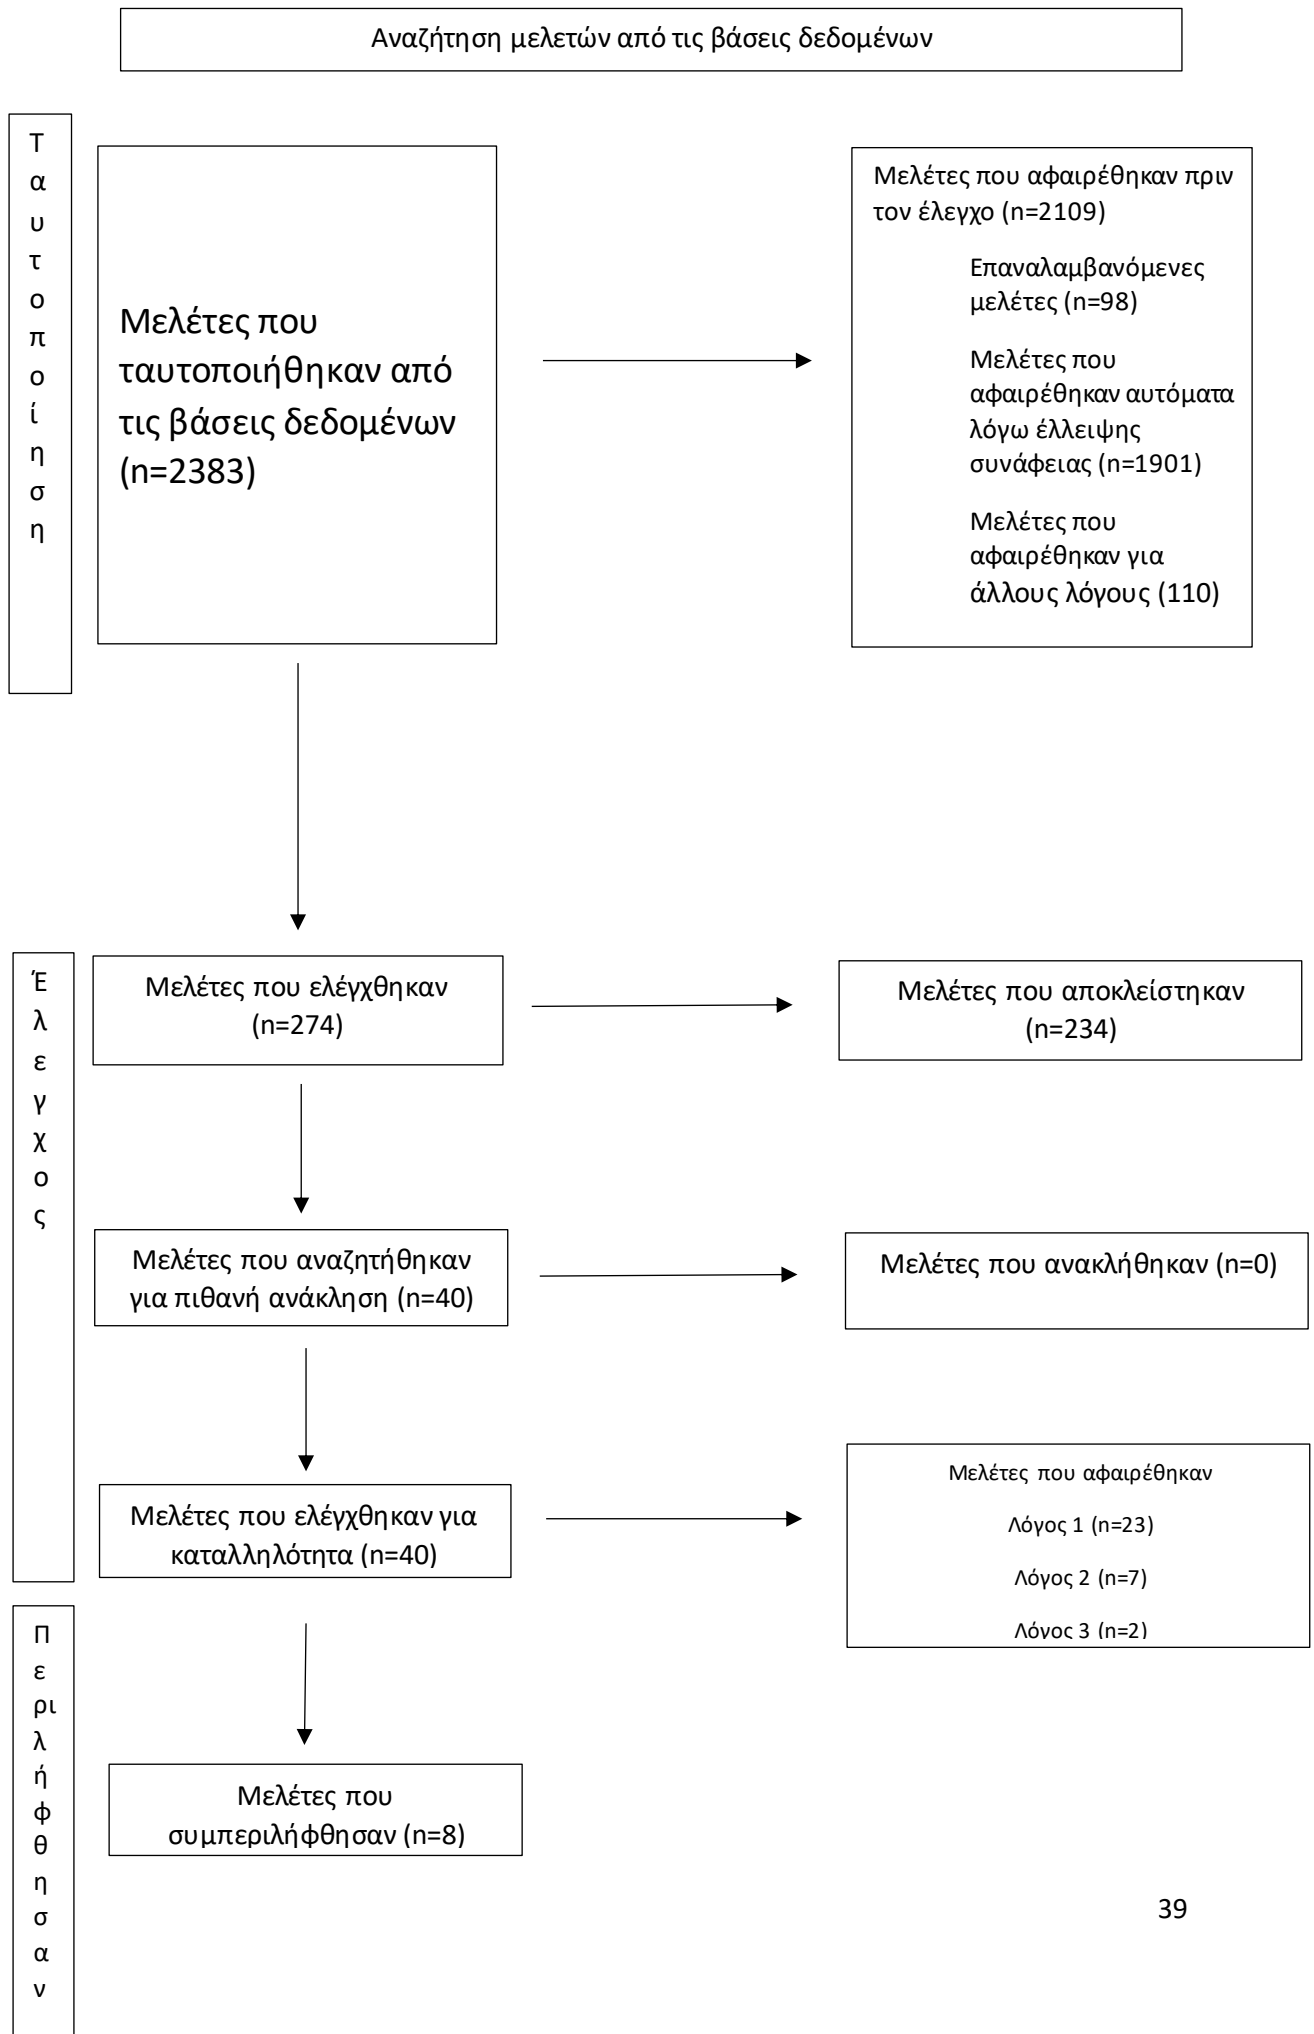 Αναζήτηση μελετών από τις βάσεις δεδομένων
Τ
α
υ
τ
ο
π
ο
ί
η
σ
η
Μελέτες που
ταυτοποιήθηκαν από
τις βάσεις δεδομένων
(n=2383)
Μελέτες που αφαιρέθηκαν πριν
τον έλεγχο (n=2109)
Επαναλαμβανόμενες
μελέτες (n=98)
Μελέτες που
αφαιρέθηκαν αυτόματα
λόγω έλλειψης
συνάφειας (n=1901)
Μελέτες που
αφαιρέθηκαν για
άλλους λόγους (110)
Έ
λ
ε
γ
χ
ο
ς
Μελέτες που ελέγχθηκαν
(n=274)
Μελέτες που αποκλείστηκαν
(n=234)
Μελέτες που αναζητήθηκαν
για πιθανή ανάκληση (n=40)
Μελέτες που ανακλήθηκαν (n=0)
Μελέτες που ελέγχθηκαν για
καταλληλότητα (n=40)
Μελέτες που αφαιρέθηκαν
Λόγος 1 (n=23)
Λόγος 2 (n=7)
Λόγος 3 (n=2)
Π
ε
ρι
λ
ή
φ
θ
η
σ
α
ν
Μελέτες που
συμπεριλήφθησαν (n=8)
39